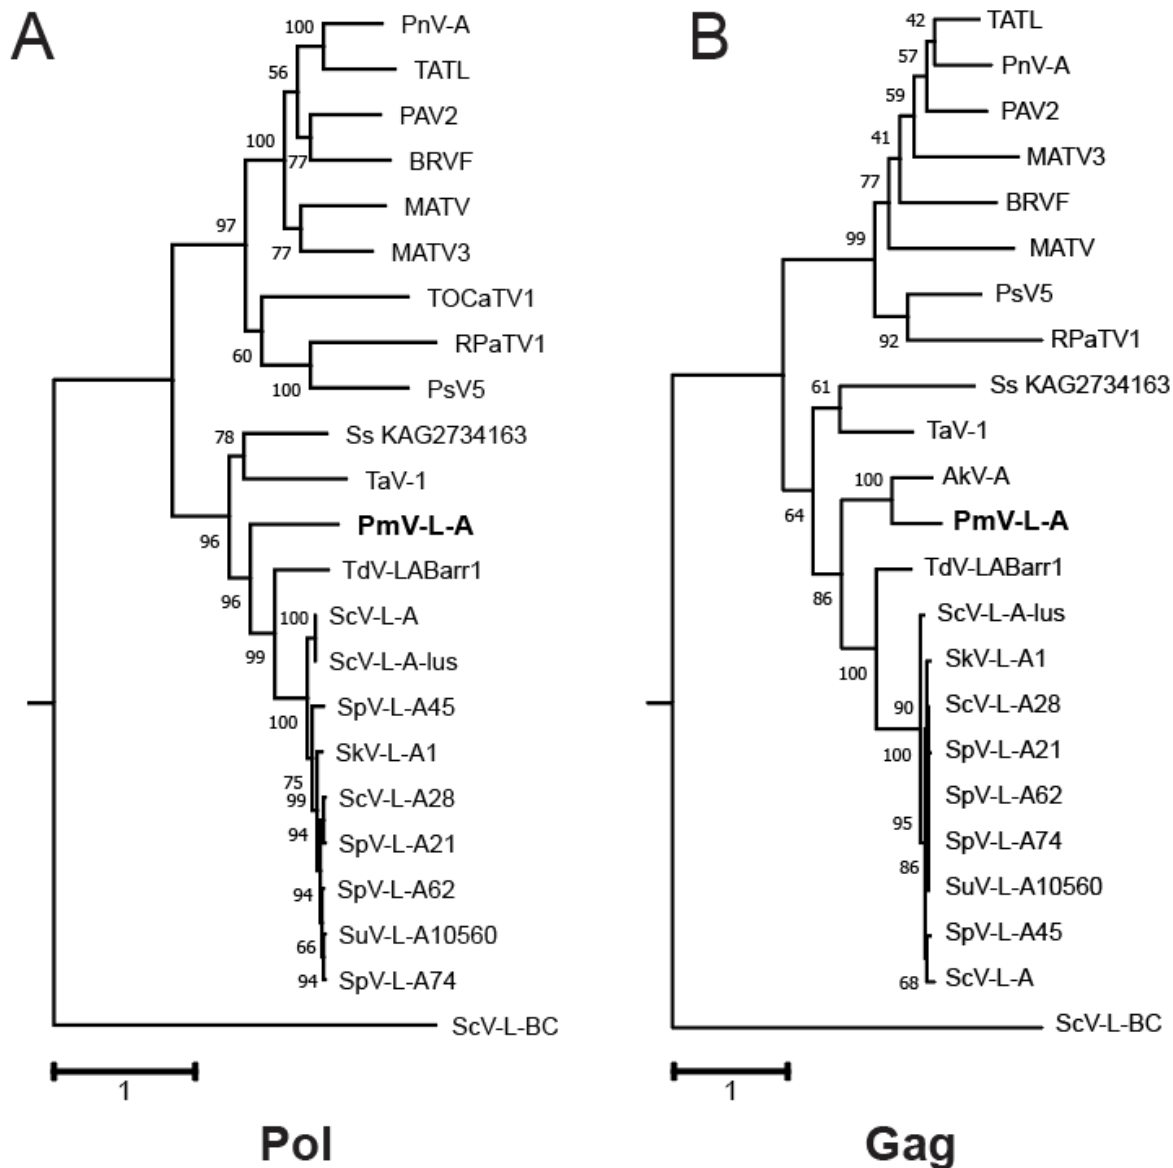 A
100
PnV-A
TATL
56
PAV2
100
77
BRVF
MATV
97
77
MATV3
TOCaTV1
RPaTV1
60
100
PsV5
78
Ss KAG2734163
TaV-1
PmV-L-A
96
TdV-LABarr1
96
100
ScV-L-A
99
ScV-L-A-lus
SpV-L-A45
100
SkV-L-A1
75
99
ScV-L-A28
94
SpV-L-A21
94
SpV-L-A62
66
SuV-L-A10560
94
SpV-L-A74
ScV-L-BC
1
Pol
B
42
TATL
57
PnV-A
59
PAV2
41
MATV3
77
BRVF
99
MATV
PsV5
92
RPaTV1
61
Ss KAG2734163
TaV-1
100
AkV-A
64
PmV-L-A
TdV-LABarr1
86
ScV-L-A-lus
100
SkV-L-A1
90
ScV-L-A28
100
SpV-L-A21
SpV-L-A62
95
SpV-L-A74
86
SuV-L-A10560
SpV-L-A45
68
ScV-L-A
ScV-L-BC
1
Gag